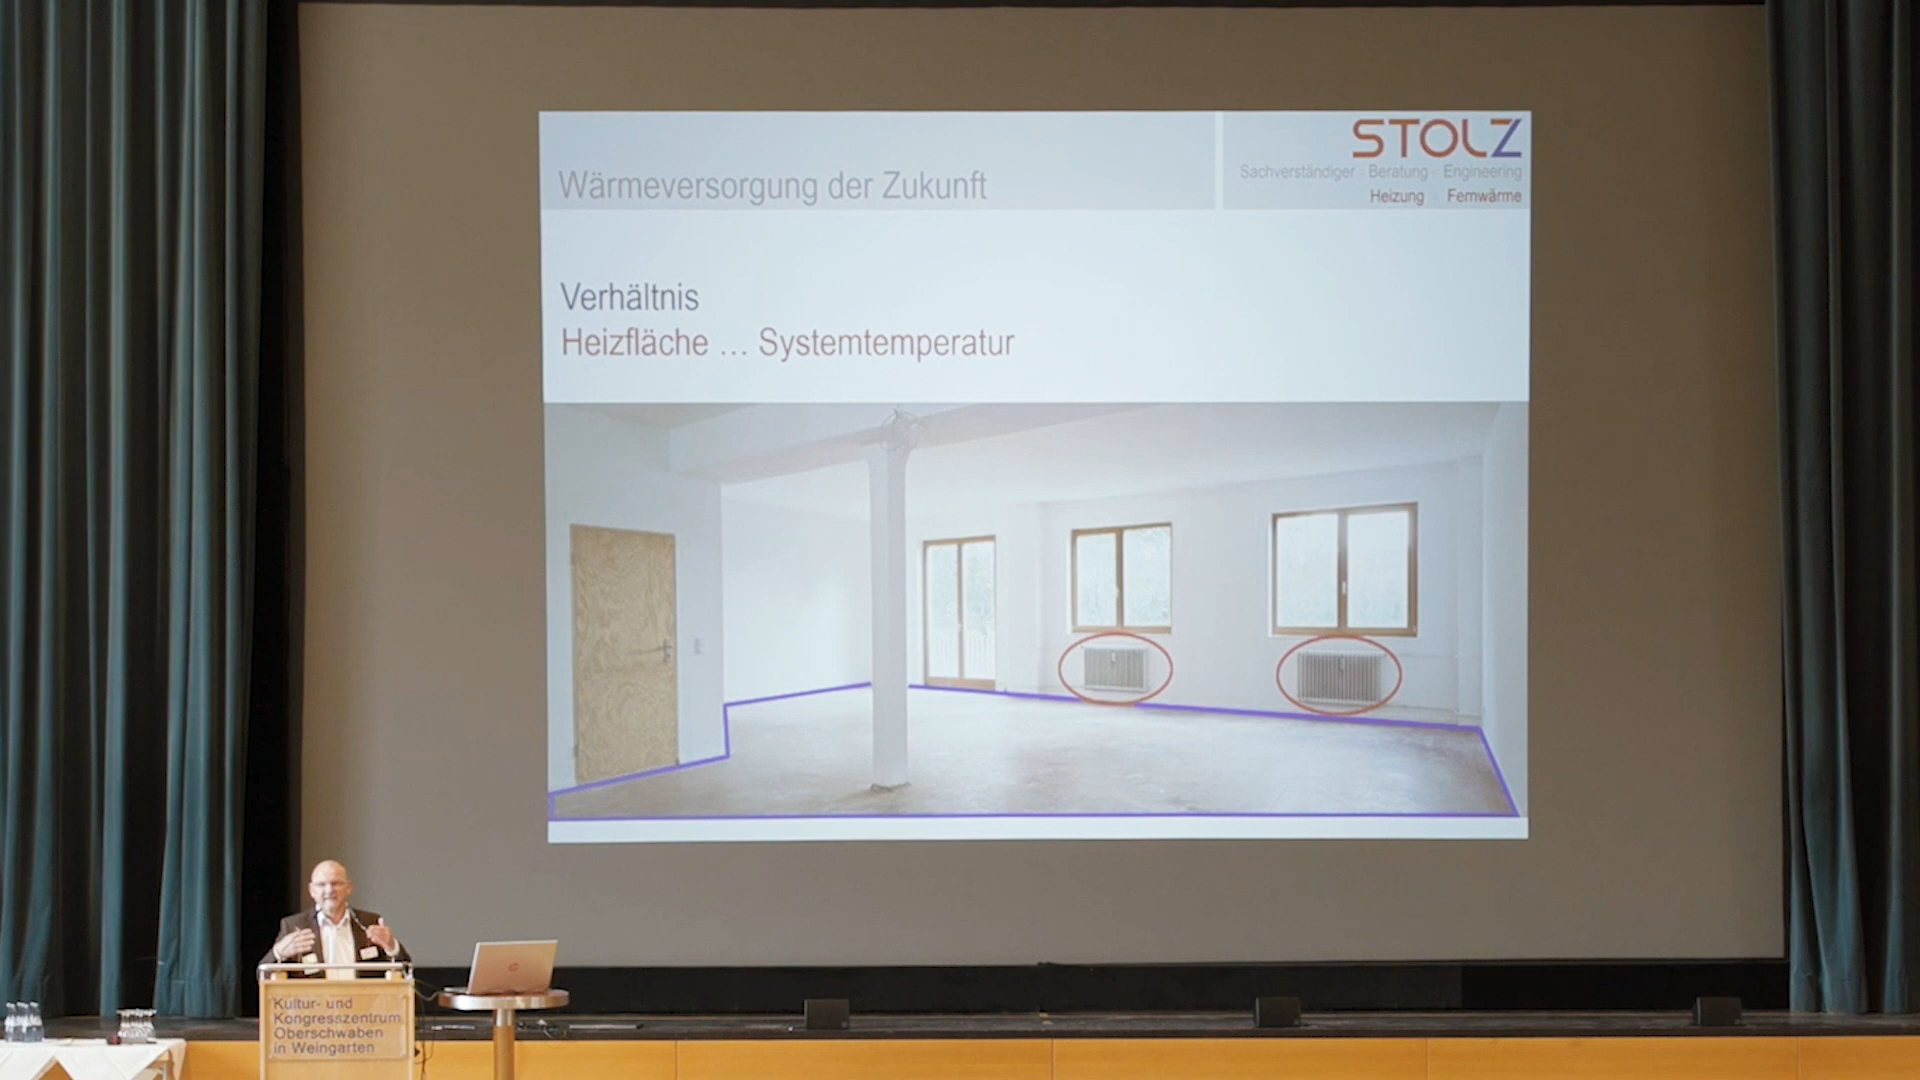 STOLZ
Sachverständiger - Beratung - Engineering
Heizung - Fernwärme
Wärmeversorgung der Zukunft
Verhältnis
Heizfläche ... Systemtemperatur
Kultur- und
Kongresszentrum
Oberschwaben
in Weingarten